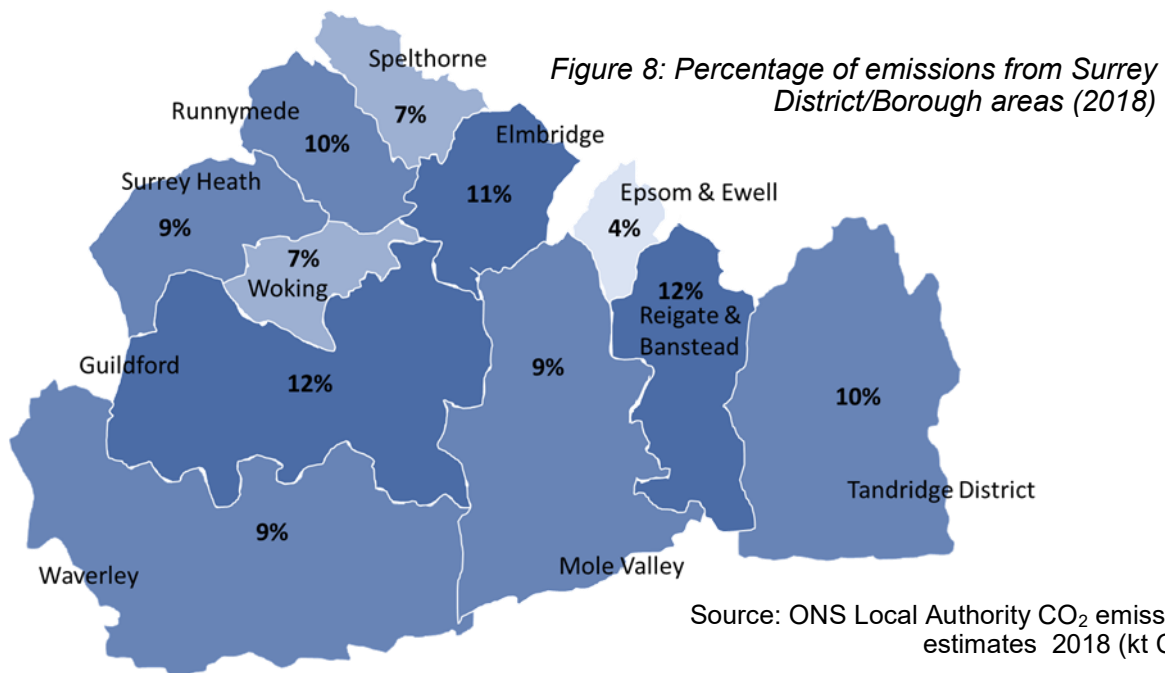 Figure 8: Percentage of emissions from Surrey
District/Borough areas (2018)
Spelthorne
7%
Runnymede
10%
Elmbridge
11%
Surrey Heath
9%
Epsom & Ewell
4%
7%
Woking
12%
Reigate &
Banstead
Guildford
12%
9%
10%
Tandridge District
9%
Waverley
Mole Valley
Source: ONS Local Authority CO₂ emiss
estimates 2018 (kt